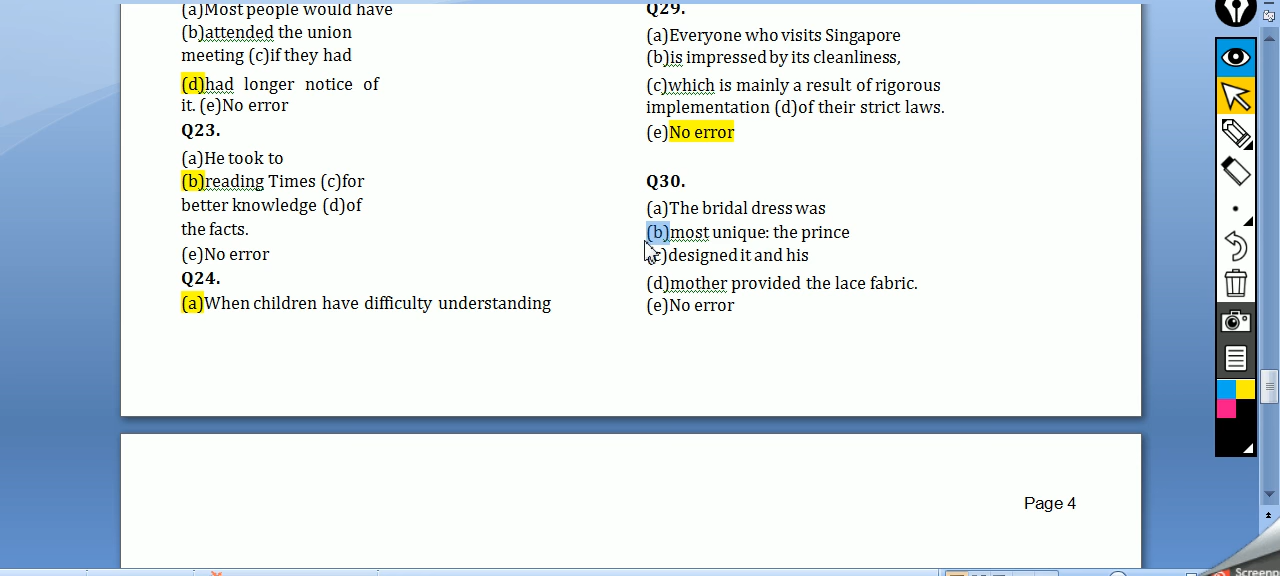 (a)Most people would have
(b)attended the union
meeting (c)if they had
(d)had longer notice of
it. (e)No error
Q23.
(a)He took to
(b)reading Times (c)for
better knowledge (d)of
the facts.
(e)No error
Q24.
(a)When children have difficulty understanding
Q29.
(a)Everyone who visits Singapore
(b)is impressed by its cleanliness,
(c)which is mainly a result of rigorous
implementation (d)of their strict laws.
(e)No error
Q30.
(a)The bridal dress was
(b)most unique: the prince
(c)designed it and his
(d)mother provided the lace fabric.
(e)No error
Page 4